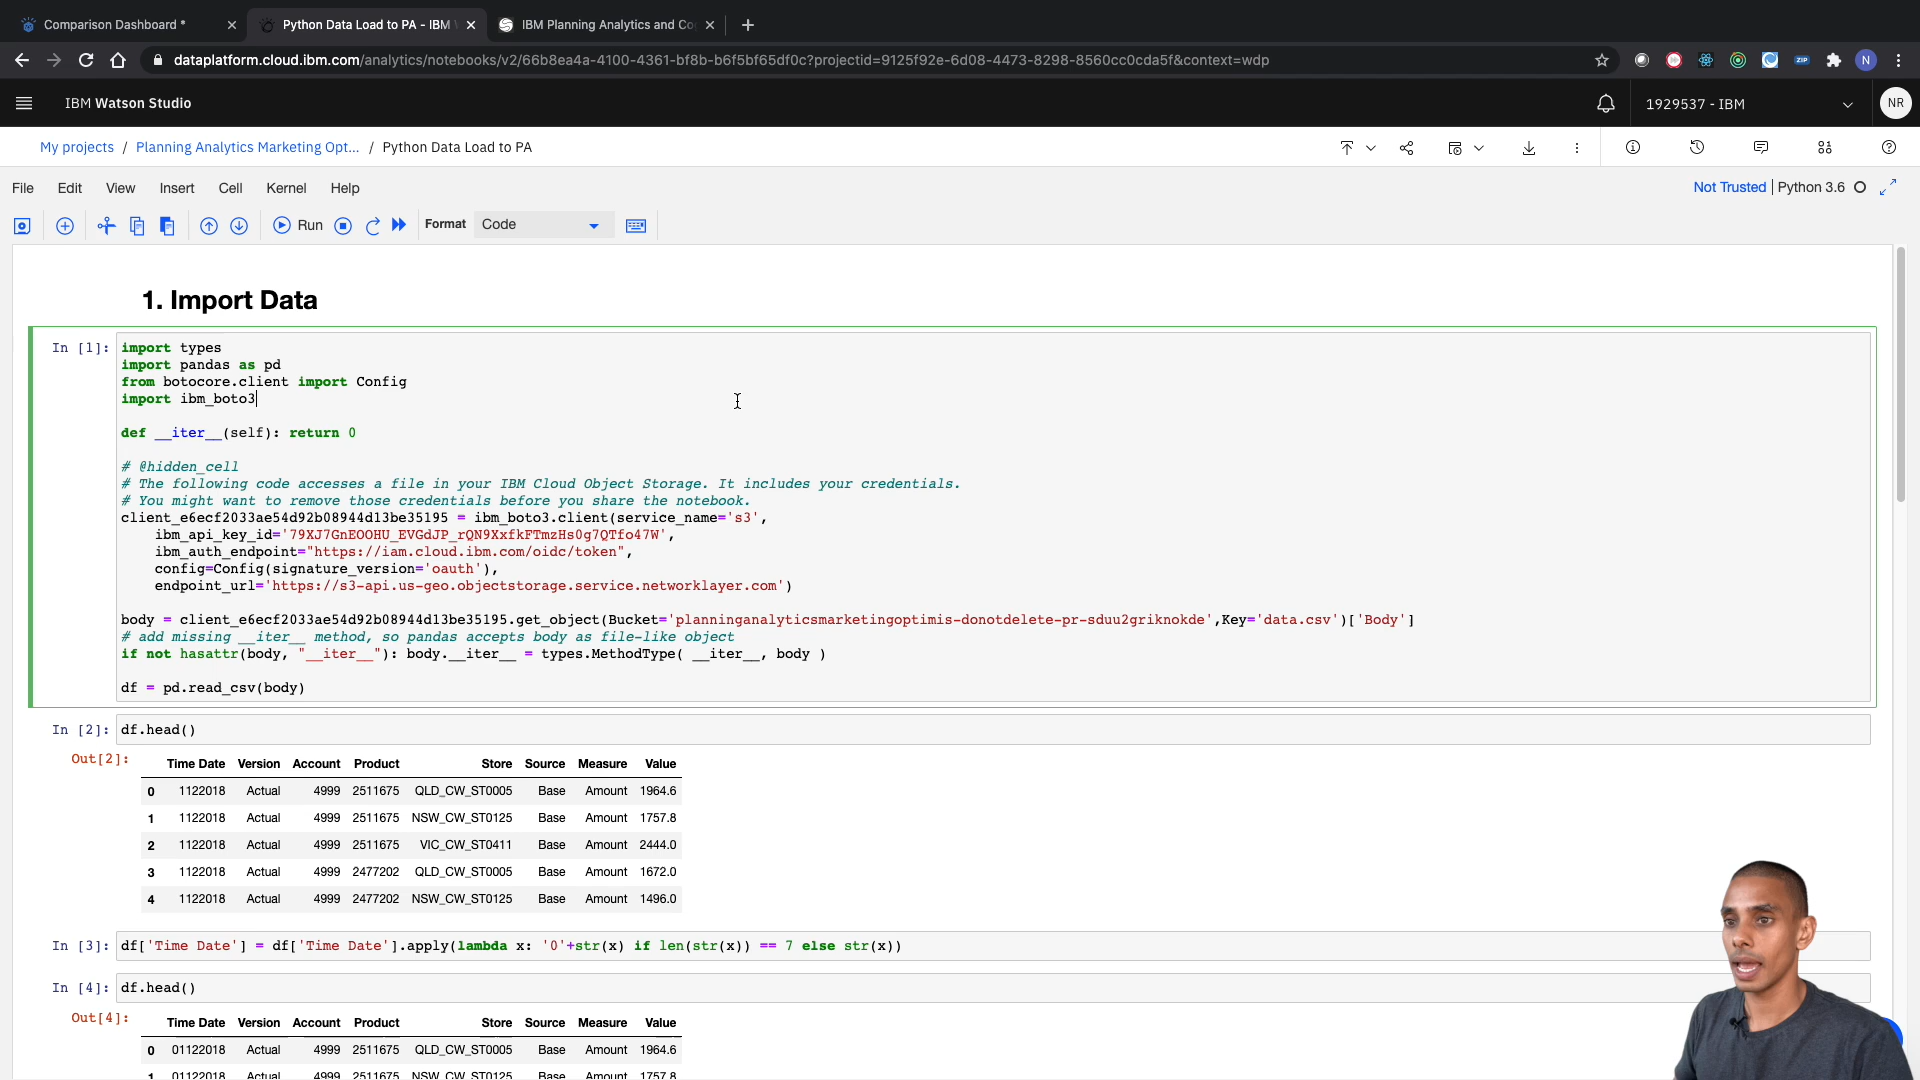 Comparison Dashboard *
Python Data Load to PA - IBM
IBM Planning Analytics and Co
dataplatform.cloud.ibm.com/analytics/notebooks/v2/66b8ea4a-4100-4361-bf8b-b6f5bf65df0c?projectid=9125f92e-6d08-4473-8298-8560cc0cda5f&context=wdp
ZIP
N
IBM Watson Studio
1929537 - IBM
NR
My projects / Planning Analytics Marketing Opt... / Python Data Load to PA
File Edit View Insert Cell Kernel Help
Not Trusted | Python 3.6
Run
Format
Code
1. Import Data
In [1]:
import types
import pandas as pd
from botocore.client import Config
import ibm_boto3
def __iter__(self): return 0
# @hidden_cell
# The following code accesses a file in your IBM Cloud Object Storage. It includes your credentials.
# You might want to remove those credentials before you share the notebook.
client_e6ecf2033ae54d92b08944d13be35195 = ibm_boto3.client(service_name='s3',
ibm_api_key_id='79XJ7GnEOOHU_EVGdJP_rQN9XxfkFTmzHs0g7QTfo47W',
ibm_auth_endpoint="https://iam.cloud.ibm.com/oidc/token",
config=Config(signature_version='oauth'),
endpoint_url='https://s3-api.us-geo.objectstorage.service.networklayer.com')
body = client_e6ecf2033ae54d92b08944d13be35195.get_object(Bucket='planninganalyticsmarketingoptimis-donotdelete-pr-sduu2griknokde',Key='data.csv')['Body']
# add missing __iter__ method, so pandas accepts body as file-like object
if not hasattr(body, "__iter__"): body.__iter__ = types.MethodType( __iter__, body )
df = pd.read_csv(body)
In [2]: df.head()
Out[2]:
Time Date Version Account Product Store Source Measure Value
0 1122018 Actual 4999 2511675 QLD_CW_ST0005 Base Amount 1964.6
1 1122018 Actual 4999 2511675 NSW_CW_ST0125 Base Amount 1757.8
2 1122018 Actual 4999 2511675 VIC_CW_ST0411 Base Amount 2444.0
3 1122018 Actual 4999 2477202 QLD_CW_ST0005 Base Amount 1672.0
4 1122018 Actual 4999 2477202 NSW_CW_ST0125 Base Amount 1496.0
In [3]: df['Time Date'] = df['Time Date'].apply(lambda x: '0'+str(x) if len(str(x)) == 7 else str(x))
In [4]: df.head()
Out[4]:
Time Date Version Account Product Store Source Measure Value
0 01122018 Actual 4999 2511675 QLD_CW_ST0005 Base Amount 1964.6
1 01122018 Actual 4999 2511675 NSW_CW_ST0125 Base Amount 1757.8